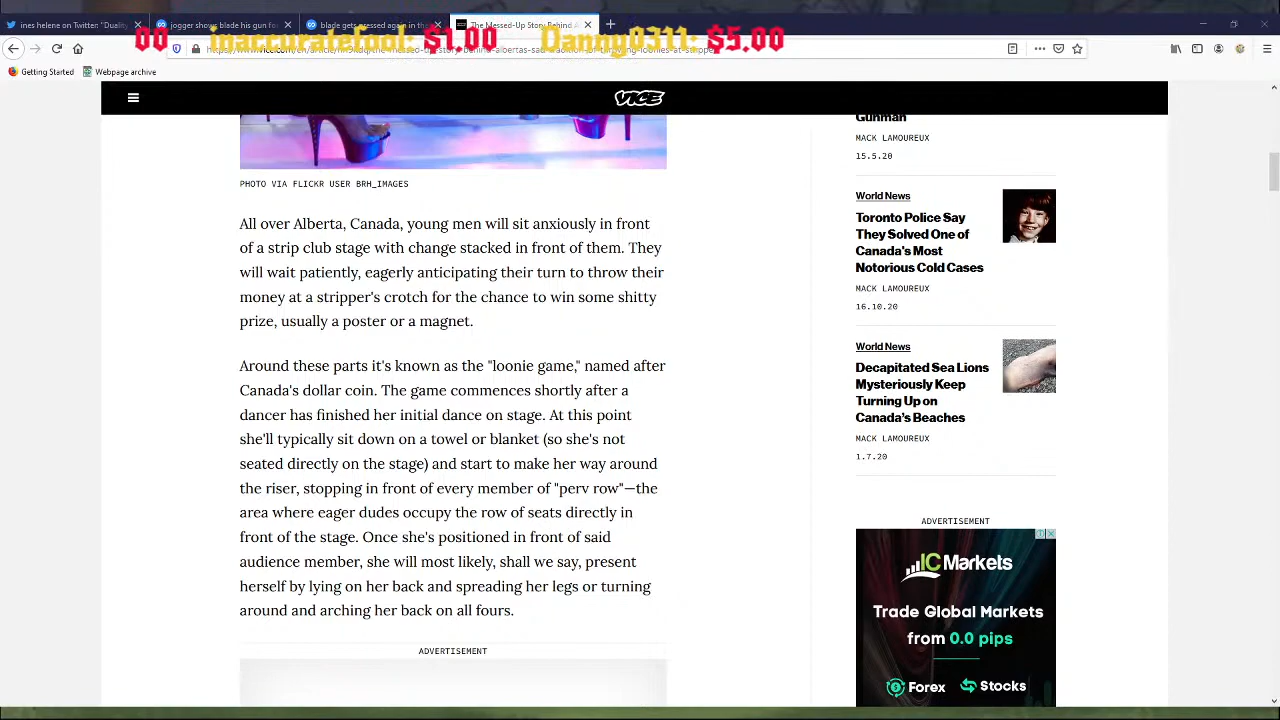 ines helene on Twitter: "Duality
jogger shows blade his gun fo
blade gets pressed again in th
The Messed-Up Story Behind A
00 inaccurateFool: $1.00 Danny0311: $5.00
Getting Started
Webpage archive
VICE
PHOTO VIA FLICKR USER BRH_IMAGES
All over Alberta, Canada, young men will sit anxiously in front
of a strip club stage with change stacked in front of them. They
will wait patiently, eagerly anticipating their turn to throw their
money at a stripper's crotch for the chance to win some shitty
prize, usually a poster or a magnet.
Around these parts it's known as the "loonie game," named after
Canada's dollar coin. The game commences shortly after a
dancer has finished her initial dance on stage. At this point
she'll typically sit down on a towel or blanket (so she's not
seated directly on the stage) and start to make her way around
the riser, stopping in front of every member of "perv row"—the
area where eager dudes occupy the row of seats directly in
front of the stage. Once she's positioned in front of said
audience member, she will most likely, shall we say, present
herself by lying on her back and spreading her legs or turning
around and arching her back on all fours.
ADVERTISEMENT
Gunman
MACK LAMOUREUX
15.5.20
World News
Toronto Police Say
They Solved One of
Canada's Most
Notorious Cold Cases
MACK LAMOUREUX
16.10.20
World News
Decapitated Sea Lions
Mysteriously Keep
Turning Up on
Canada's Beaches
MACK LAMOUREUX
1.7.20
ADVERTISEMENT
IC Markets
Trade Global Markets
from 0.0 pips
Forex
Stocks